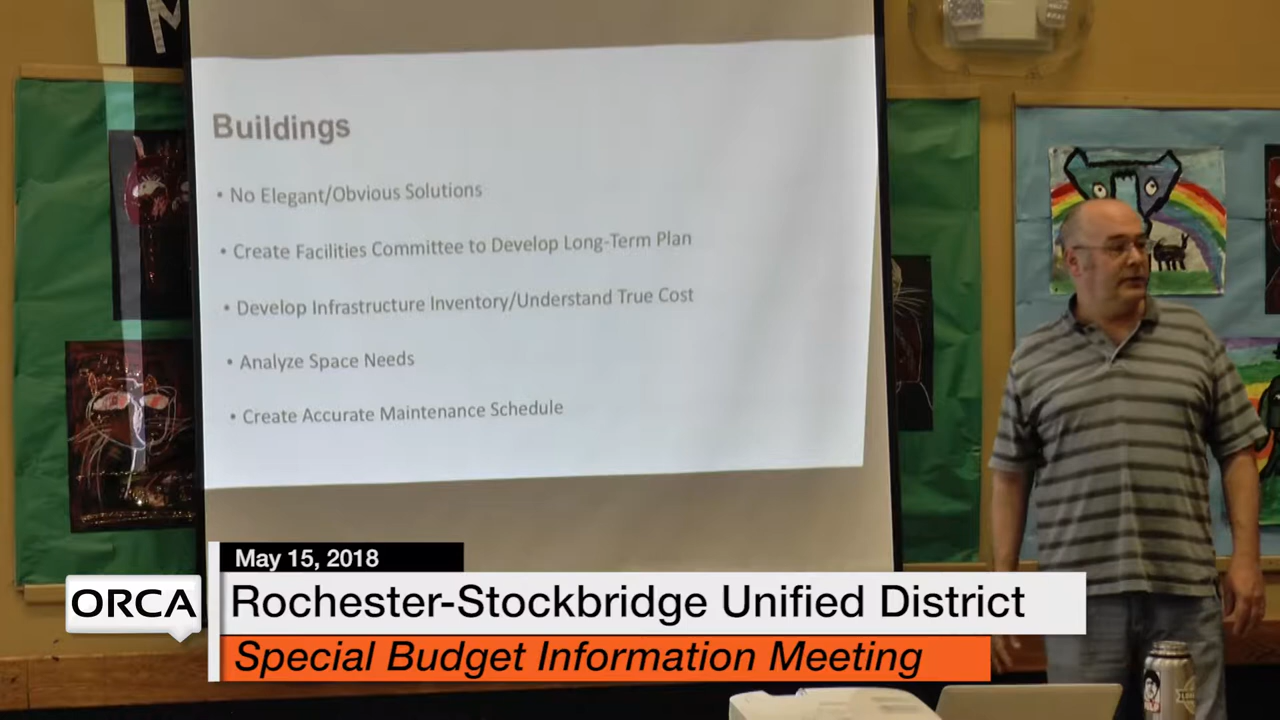 M
Buildings
• No Elegant/Obvious Solutions
• Create Facilities Committee to Develop Long-Term Plan
• Develop Infrastructure Inventory/Understand True Cost
• Analyze Space Needs
• Create Accurate Maintenance Schedule
May 15, 2018
ORCA
Rochester-Stockbridge Unified District
Special Budget Information Meeting